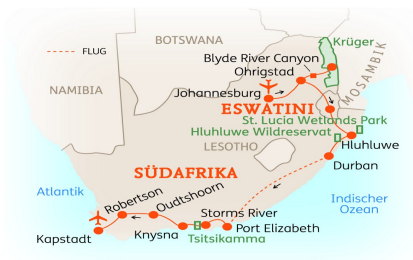 FLUG
BOTSWANA
Krüger
Blyde River Canyon
Ohrigstad
MOSAMBIK
NAMIBIA
Johannesburg
ESWATINI
St. Lucia Wetlands Park
Hluhluwe Wildreservat
Hluhluwe
LESOTHO
Durban
SÜDAFRIKA
Atlantik
Robertson
Oudtshoorn
Indischer
Ozean
Storms River
Kapstadt
Knysna
Port Elizabeth
Tsitsikamma